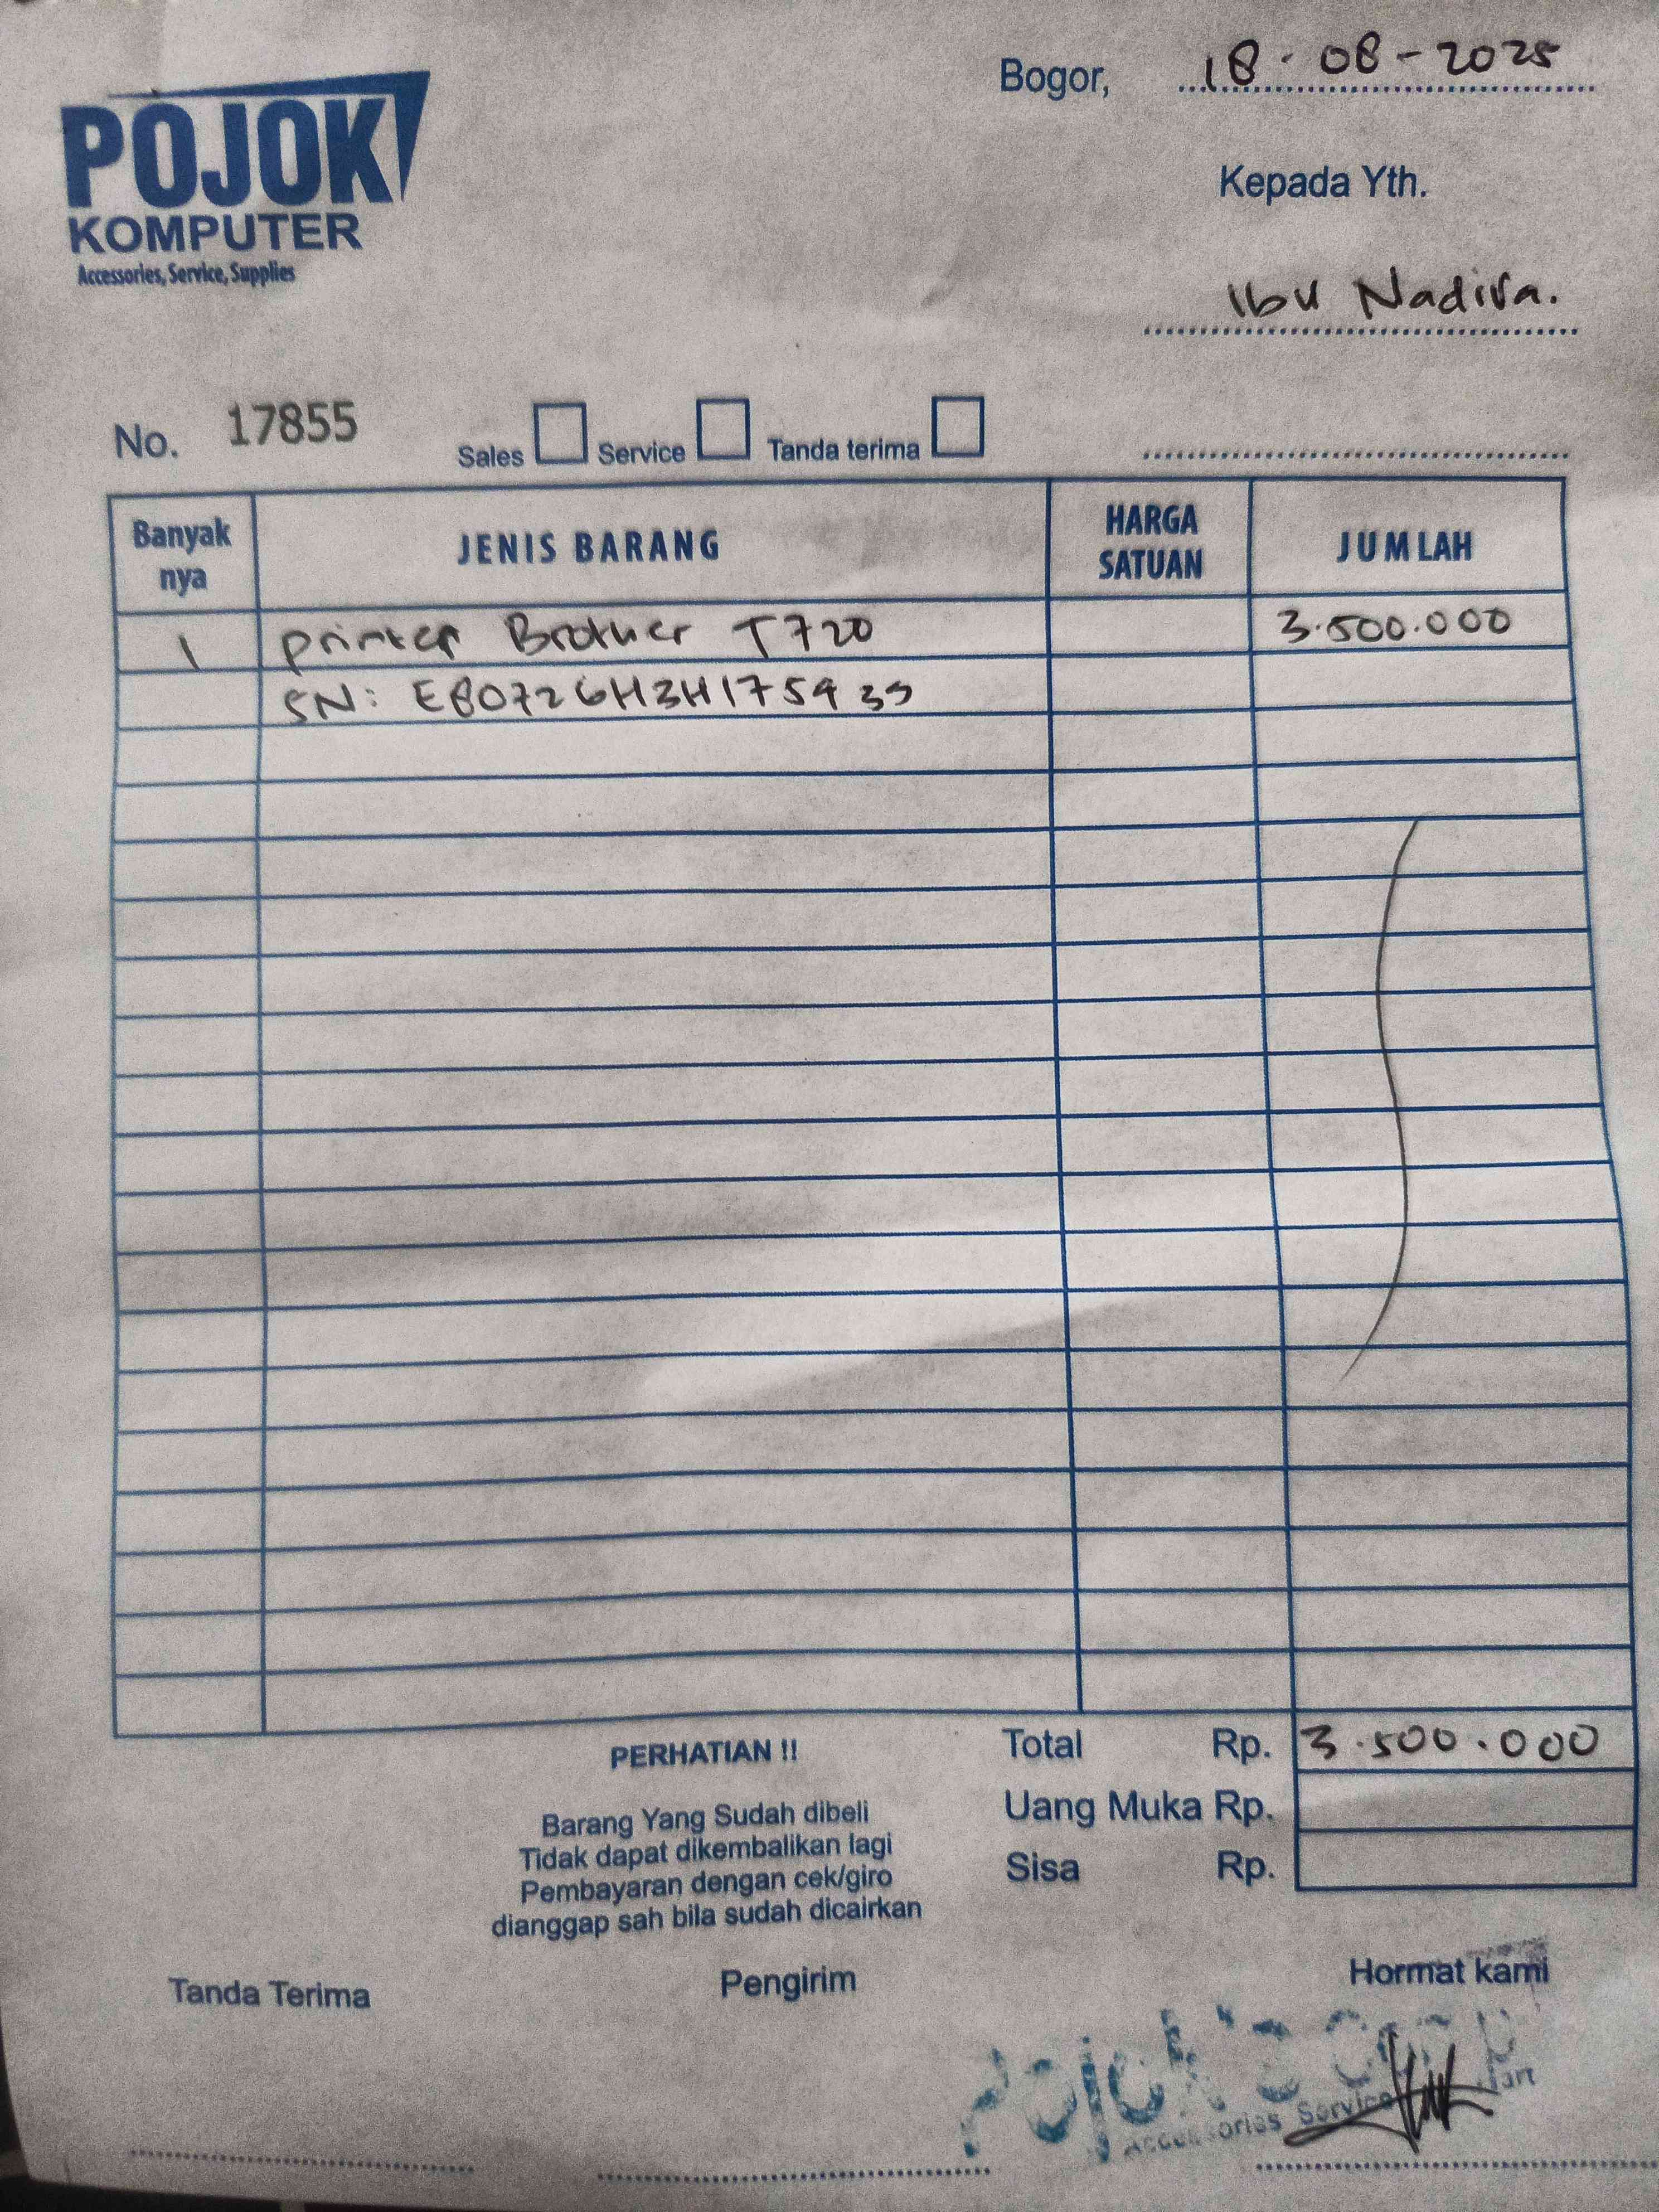 Bogor, 18-08-2025
POJOK
KOMPUTER
Accessories, Service, Supplies
Kepada Yth.
Ibu Nadira.
No. 17855
Sales Service Tanda terima
Banyak nya JENIS BARANG HARGA SATUAN JUMLAH
1 printer Brother T720 3.500.000
SN: E80726H3H175939
Total Rp. 3.500.000
Uang Muka Rp.
Sisa Rp.
PERHATIAN !!
Barang Yang Sudah dibeli
Tidak dapat dikembalikan lagi
Pembayaran dengan cek/giro
dianggap sah bila sudah dicairkan
Tanda Terima Pengirim Hormat kami
Pojok
Accessories Service